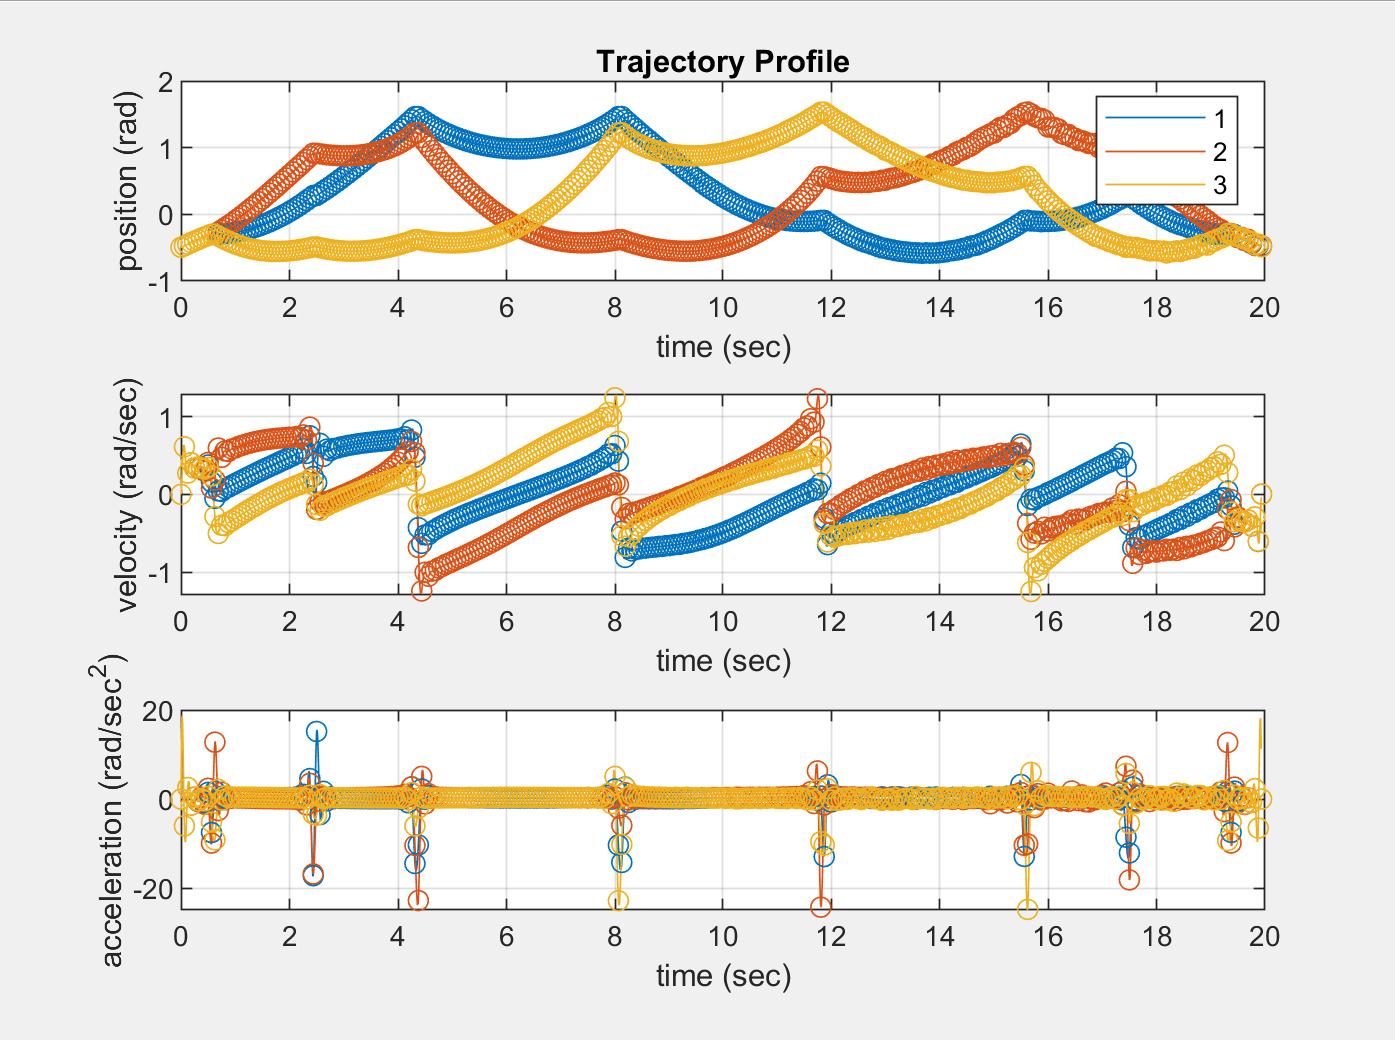 Trajectory Profile
position (rad)
2
1
0
-1
1
2
3
0 2 4 6 8 10 12 14 16 18 20
time (sec)
velocity (rad/sec)
1
0
-1
0 2 4 6 8 10 12 14 16 18 20
time (sec)
acceleration (rad/sec²)
20
0
-20
0 2 4 6 8 10 12 14 16 18 20
time (sec)